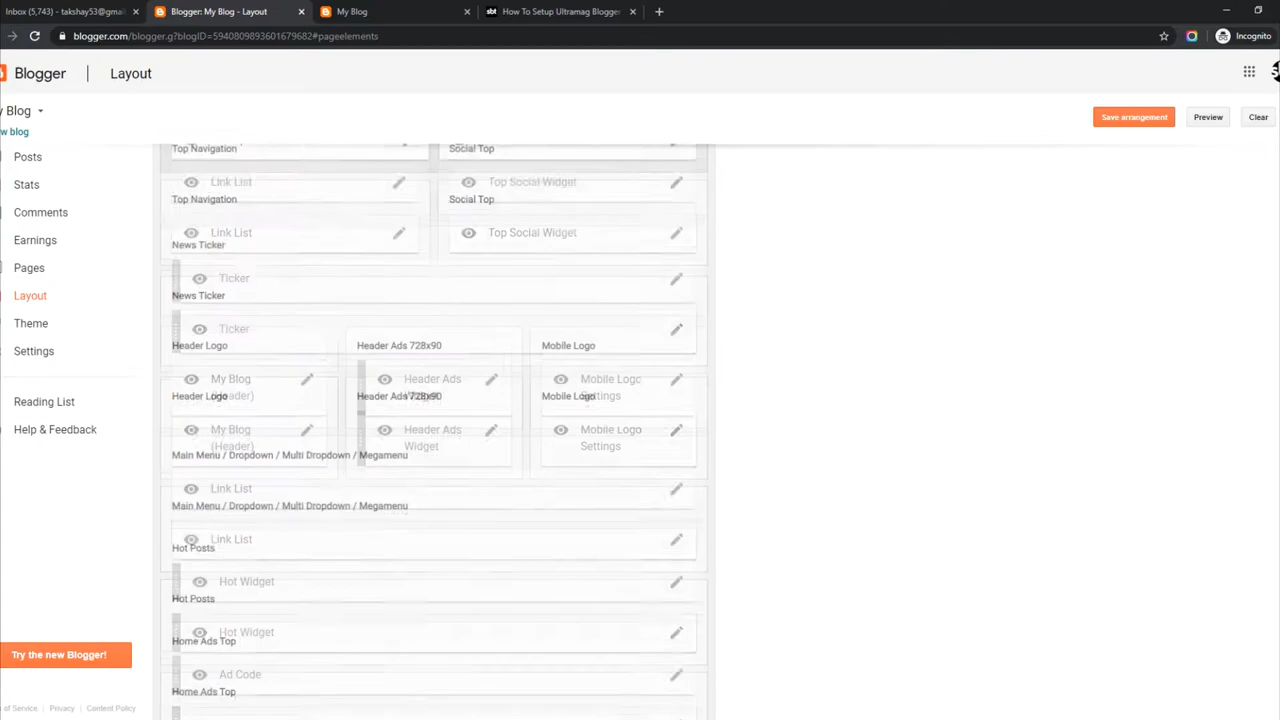 Inbox (5,743) - takshay53@gmai
Blogger: My Blog - Layout
My Blog
sbt
How To Setup Ultramag Blogger
blogger.com/blogger.g?blogID=5940809893601679682#pageelements
Incognito
Blogger
Layout
y Blog
Save arrangement
Preview
Clear
w blog
Posts
Stats
Comments
Earnings
Pages
Layout
Theme
Settings
Reading List
Help & Feedback
Try the new Blogger!
of Service
Privacy
Content Policy
Top Navigation
Social Top
Link List
Top Social Widget
Top Navigation
Social Top
Link List
Top Social Widget
News Ticker
Ticker
News Ticker
Ticker
Header Logo
Header Ads 728x90
Mobile Logo
My Blog
(Header)
Header Ads
Mobile Logo
Settings
Header Logo
Header Ads 728x90
Mobile Logo
My Blog
(Header)
Header Ads
Widget
Mobile Logo
Settings
Main Menu / Dropdown / Multi Dropdown / Megamenu
Link List
Main Menu / Dropdown / Multi Dropdown / Megamenu
Link List
Hot Posts
Hot Widget
Hot Posts
Hot Widget
Home Ads Top
Ad Code
Home Ads Top